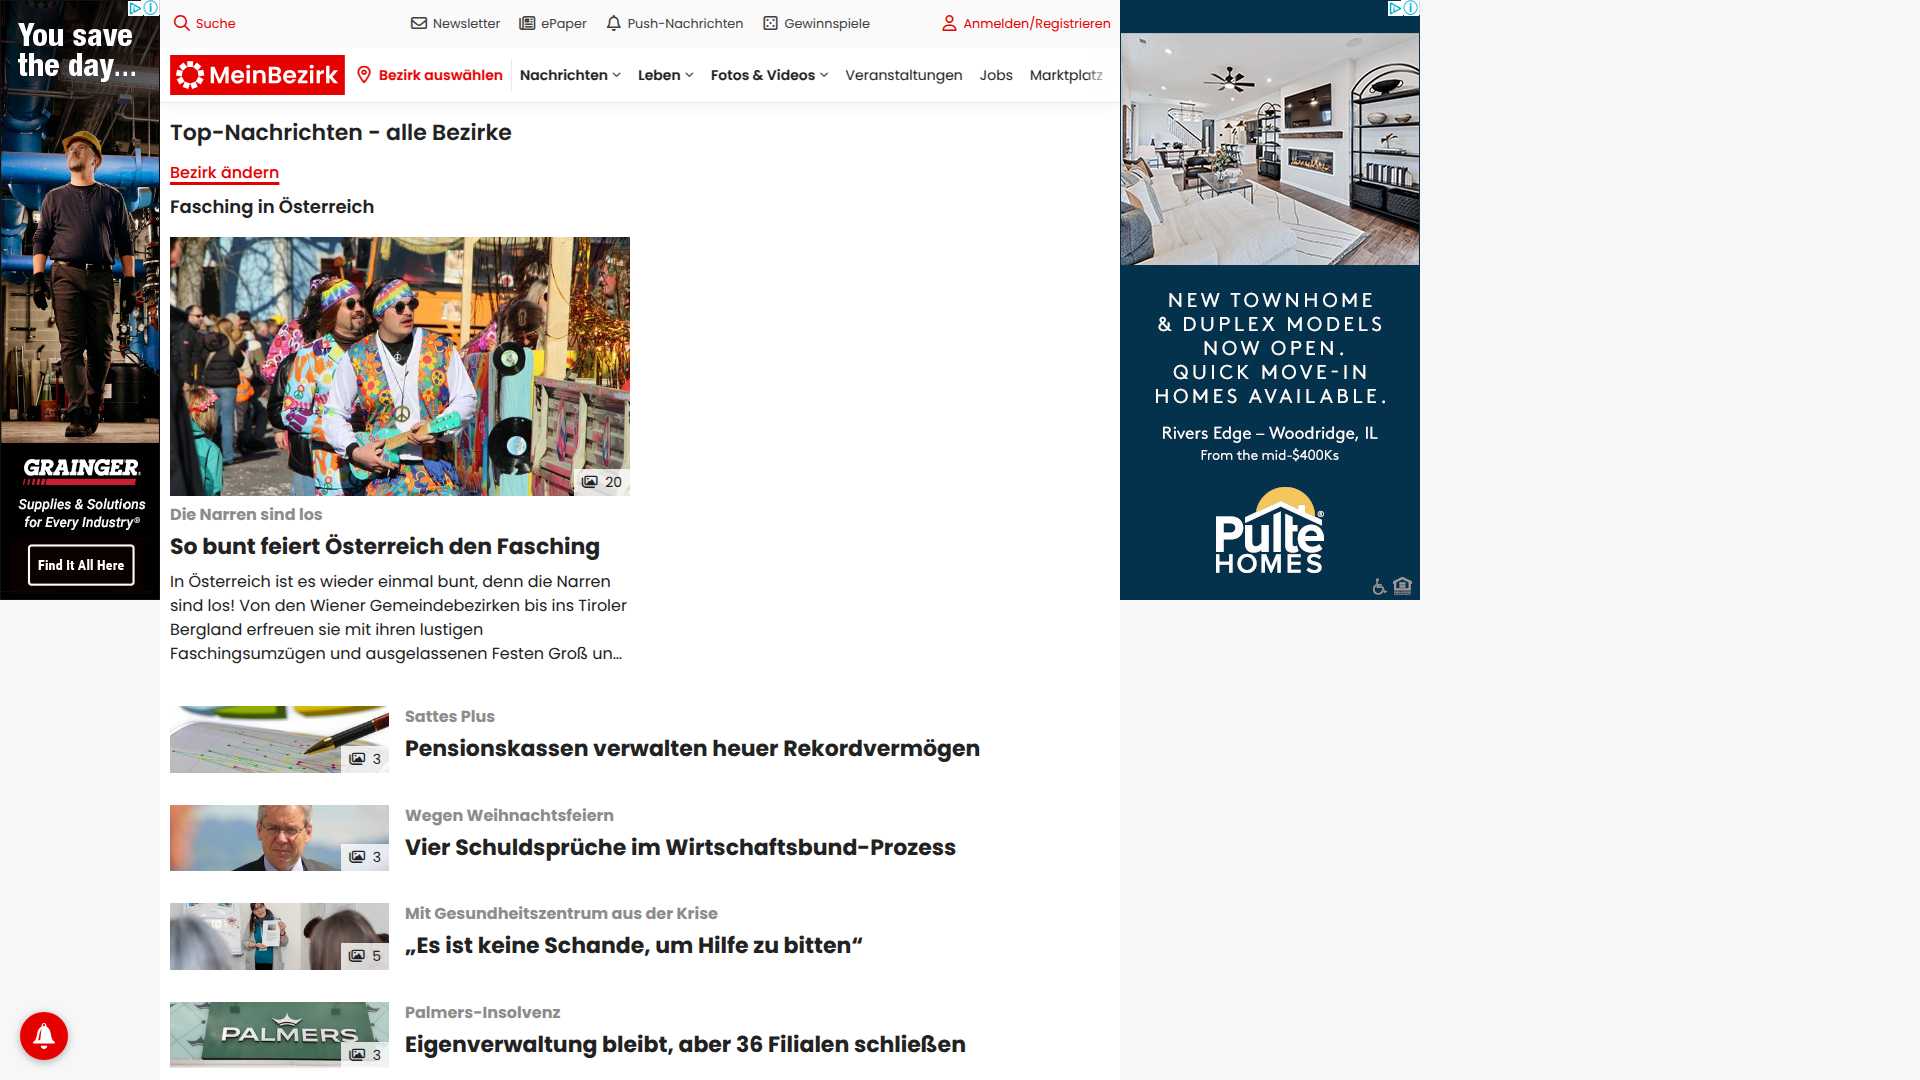 You save
the day...
GRAINGER
Supplies & Solutions
for Every Industry®
Find It All Here
Suche
Newsletter
ePaper
Push-Nachrichten
Gewinnspiele
Anmelden/Registrieren
MeinBezirk
Bezirk auswählen
Nachrichten
Leben
Fotos & Videos
Veranstaltungen
Jobs
Marktplatz
Top-Nachrichten - alle Bezirke
Bezirk ändern
Fasching in Österreich
20
Die Narren sind los
So bunt feiert Österreich den Fasching
In Österreich ist es wieder einmal bunt, denn die Narren
sind los! Von den Wiener Gemeindebezirken bis ins Tiroler
Bergland erfreuen sie mit ihren lustigen
Faschingsumzügen und ausgelassenen Festen Groß un...
3
Sattes Plus
Pensionskassen verwalten heuer Rekordvermögen
3
Wegen Weihnachtsfeiern
Vier Schuldsprüche im Wirtschaftsbund-Prozess
5
Mit Gesundheitszentrum aus der Krise
„Es ist keine Schande, um Hilfe zu bitten“
PALMERS
3
Palmers-Insolvenz
Eigenverwaltung bleibt, aber 36 Filialen schließen
NEW TOWNHOME
& DUPLEX MODELS
NOW OPEN.
QUICK MOVE-IN
HOMES AVAILABLE.
Rivers Edge – Woodridge, IL
From the mid-$400Ks
Pulte®
HOMES